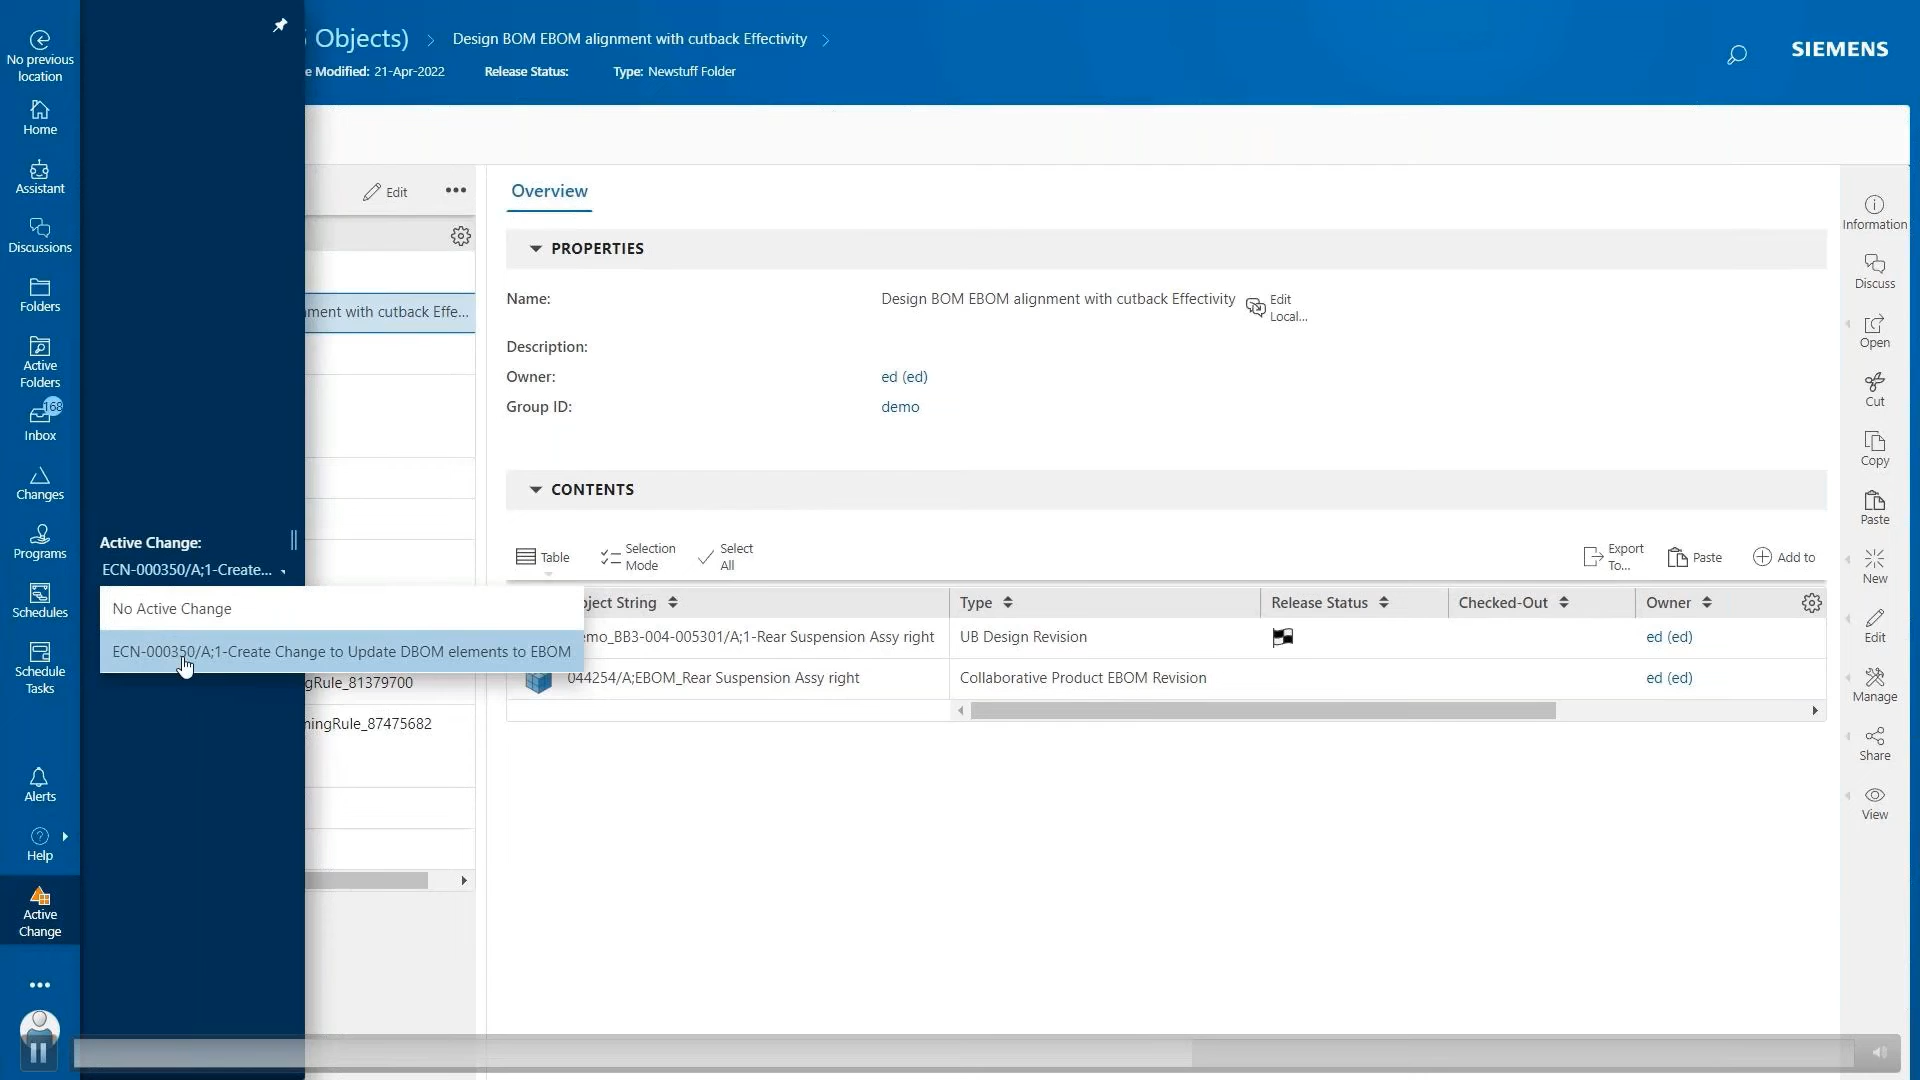 No previous
location
Home
Assistant
Discussions
Folders
Active
Folders
168
Inbox
Changes
Programs
Schedules
Schedule
Tasks
Alerts
Help
Active
Change
Objects)
Design BOM EBOM alignment with cutback Effectivity
e Modified: 21-Apr-2022
Release Status:
Type: Newstuff Folder
SIEMENS
Edit
nment with cutback Effe...
Active Change:
ECN-000350/A;1-Create...
No Active Change
ECN-000350/A;1-Create Change to Update DBOM elements to EBOM
gRule_81379700
ningRule_87475682
Overview
PROPERTIES
Name:
Design BOM EBOM alignment with cutback Effectivity
Edit
Local...
Description:
Owner:
ed (ed)
Group ID:
demo
CONTENTS
Table
Selection
Mode
Select
All
Export
To...
Paste
Add to
ject String
Type
Release Status
Checked-Out
Owner
emo_BB3-004-005301/A;1-Rear Suspension Assy right
UB Design Revision
ed (ed)
044254/A;EBOM_Rear Suspension Assy right
Collaborative Product EBOM Revision
ed (ed)
Information
Discuss
Open
Cut
Copy
Paste
New
Edit
Manage
Share
View